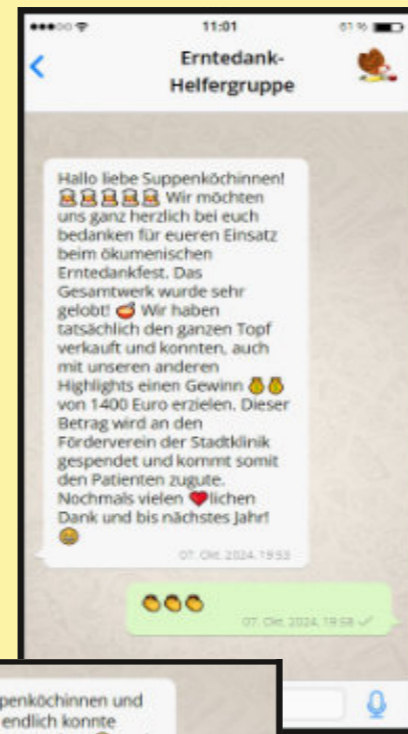 11:01
61 %
Erntedank-
Helfergruppe
Hallo liebe Suppenköchinnen!
Wir möchten
uns ganz herzlich bei euch
bedanken für eueren Einsatz
beim ökumenischen
Erntedankfest. Das
Gesamtwerk wurde sehr
gelobt! Wir haben
tatsächlich den ganzen Topf
verkauft und konnten, auch
mit unseren anderen
Highlights einen Gewinn
von 1400 Euro erzielen. Dieser
Betrag wird an den
Förderverein der Stadtklinik
gespendet und kommt somit
den Patienten zugute.
Nochmals vielen ❤lichen
Dank und bis nächstes Jahr!
07. Okt. 2024, 19:53
07. Okt. 2024, 19:58
penköchinnen und
endlich konnte